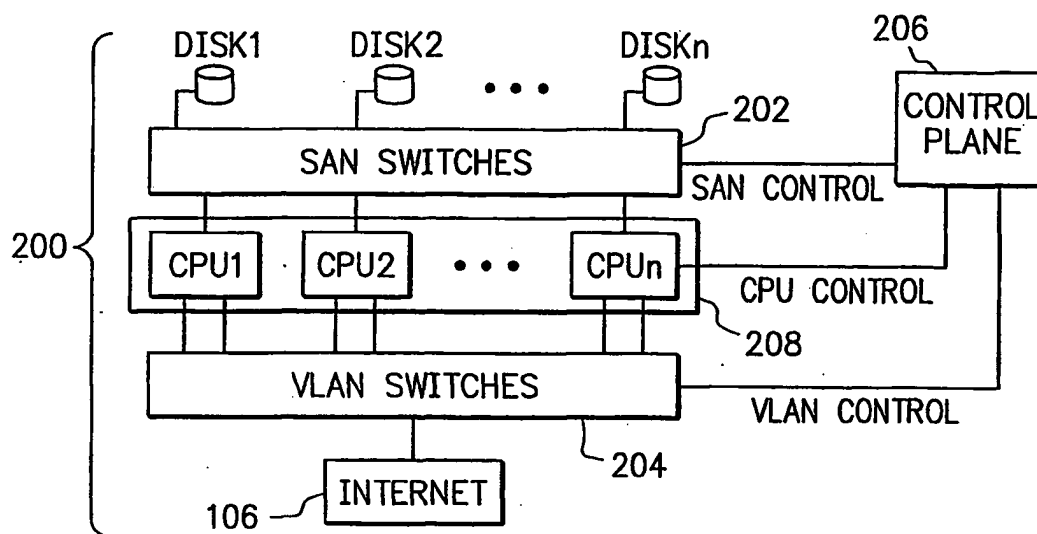 DISK1 DISK2 DISKn
206
CONTROL
PLANE
202
SAN SWITCHES
SAN CONTROL
200
CPU1 CPU2 CPUn
CPU CONTROL
208
VLAN SWITCHES
VLAN CONTROL
204
106
INTERNET